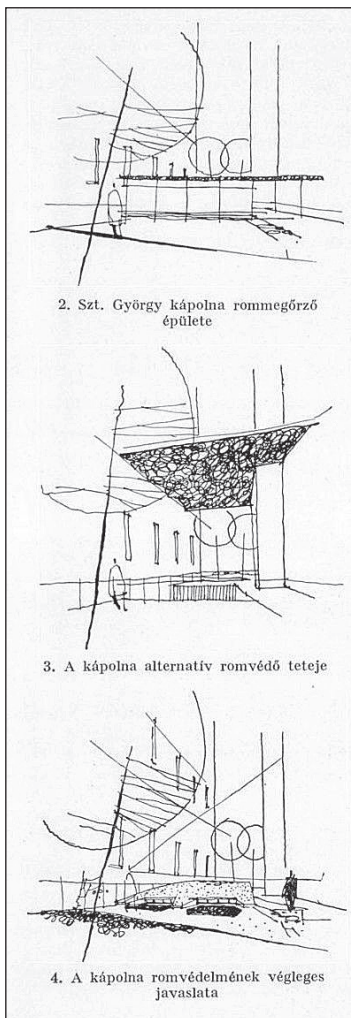 2. Szt. György kápolna rommegőrző
épülete
3. A kápolna alternatív romvédő teteje
4. A kápolna romvédelmének végleges
javaslata